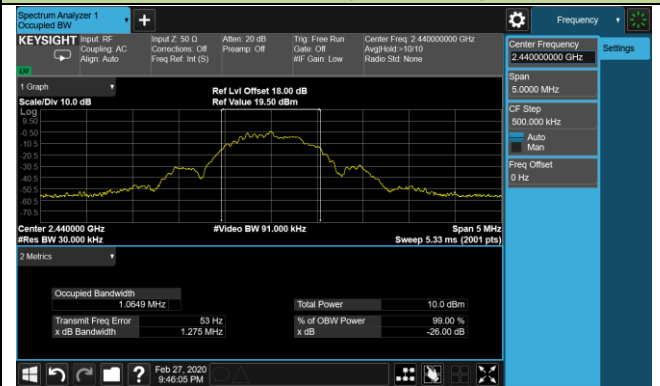 Spectrum Analyzer 1
Occupied BW
Frequency
KEYSIGHT
Input: RF
Coupling: AC
Align: Auto
Input Z: 50 Ω
Corrections: Off
Freq Ref: Int (S)
Atten: 20 dB
Preamp: Off
Trig: Free Run
Gate: Off
#IF Gain: Low
Center Freq: 2.440000000 GHz
Avg|Hold:>10/10
Radio Std: None
LXI
1 Graph
Scale/Div 10.0 dB
Ref Lvl Offset 18.00 dB
Ref Value 19.50 dBm
Log
9.50
-0.50
-10.5
-20.5
-30.5
-40.5
-50.5
-60.5
-70.5
Center 2.440000 GHz
#Res BW 30.000 kHz
#Video BW 91.000 kHz
Span 5 MHz
Sweep 5.33 ms (2001 pts)
2 Metrics
Occupied Bandwidth
1.0649 MHz
Transmit Freq Error 53 Hz
x dB Bandwidth 1.275 MHz
Total Power 10.0 dBm
% of OBW Power 99.00 %
x dB -26.00 dB
Center Frequency
2.440000000 GHz
Span
5.0000 MHz
CF Step
500.000 kHz
Auto
Man
Freq Offset
0 Hz
Settings
?
Feb 27, 2020
9:46:05 PM